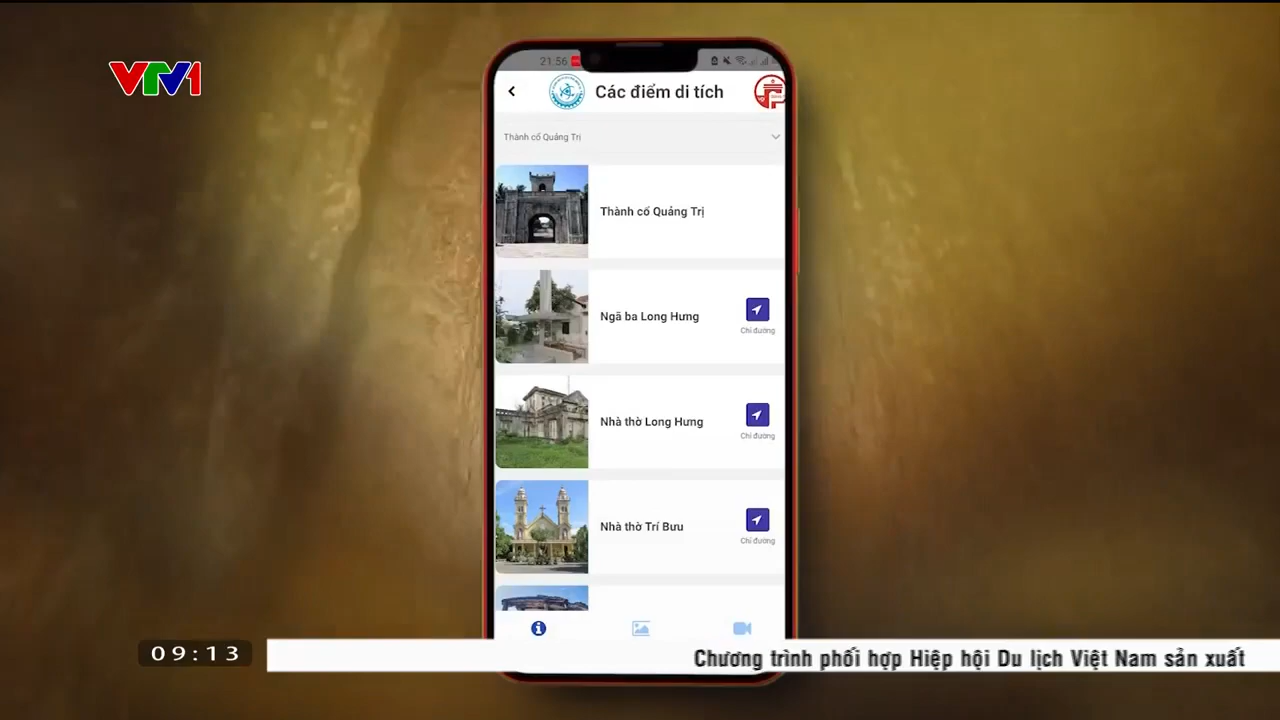 VTV1
21:56
Các điểm di tích
Thành cổ Quảng Trị
Thành cổ Quảng Trị
Ngã ba Long Hưng
Chỉ đường
Nhà thờ Long Hưng
Chỉ đường
Nhà thờ Trí Bưu
Chỉ đường
09:13
Chương trình phối hợp Hiệp hội Du lịch Việt Nam sản xuất